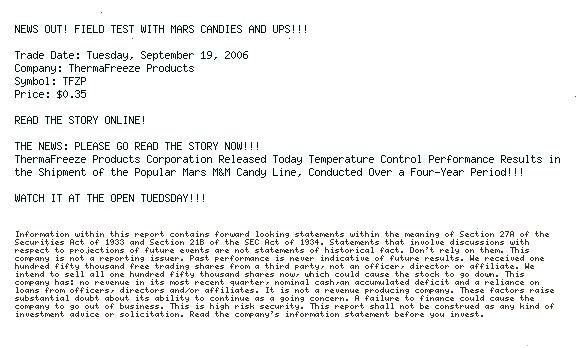 NEWS OUT! FIELD TEST WITH MARS CANDIES AND UPS!!!
Trade Date: Tuesday, September 19, 2006
Company: ThermaFreeze Products
Symbol: TFZP
Price: $0.35
READ THE STORY ONLINE!
THE NEWS: PLEASE GO READ THE STORY NOW!!!
ThermaFreeze Products Corporation Released Today Temperature Control Performance Results in
the Shipment of the Popular Mars M&M Candy Line, Conducted Over a Four-Year Period!!!
WATCH IT AT THE OPEN TUEDSDAY!!!
Information within this report contains forward looking statements within the meaning of Section 27A of the
Securities Act of 1933 and Section 21B of the SEC Act of 1934. Statements that involve discussions with
respect to projections of future events are not statements of historical fact. Don't rely on them. This
company is not a reporting issuer. Past performance is never indicative of future results. We received one
hundred fifty thousand free trading shares from a third party, not an officer, director or affiliate. We
intend to sell all one hundred fifty thousand shares now, which could cause the stock to go down. This
company has: no revenue in its most recent quarter, nominal cash,an accumulated deficit and a reliance on
loans from officers, directors and/or affiliates. It is not a revenue producing company. These factors raise
substantial doubt about its ability to continue as a going concern. A failure to finance could cause the
company to go out of business. This is high risk security. This report shall not be construed as any kind of
investment advice or solicitation. Read the company's information statement before you invest.